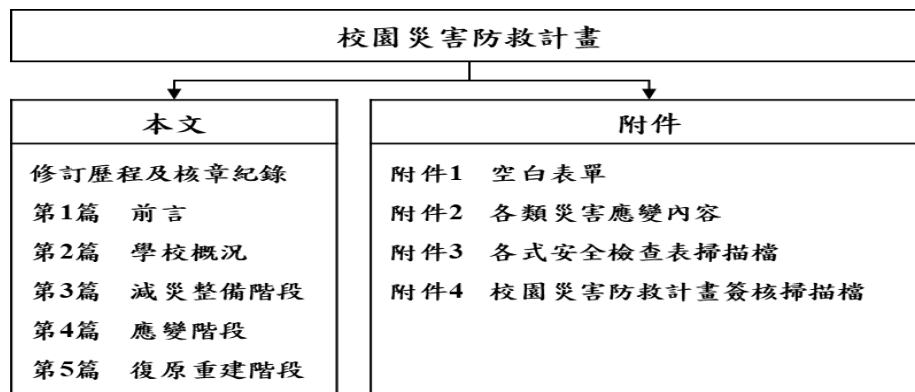 校園災害防救計畫
本文
修訂歷程及核章紀錄
第1篇 前言
第2篇 學校概況
第3篇 減災整備階段
第4篇 應變階段
第5篇 復原重建階段
附件
附件1 空白表單
附件2 各類災害應變內容
附件3 各式安全檢查表掃描檔
附件4 校園災害防救計畫簽核掃描檔